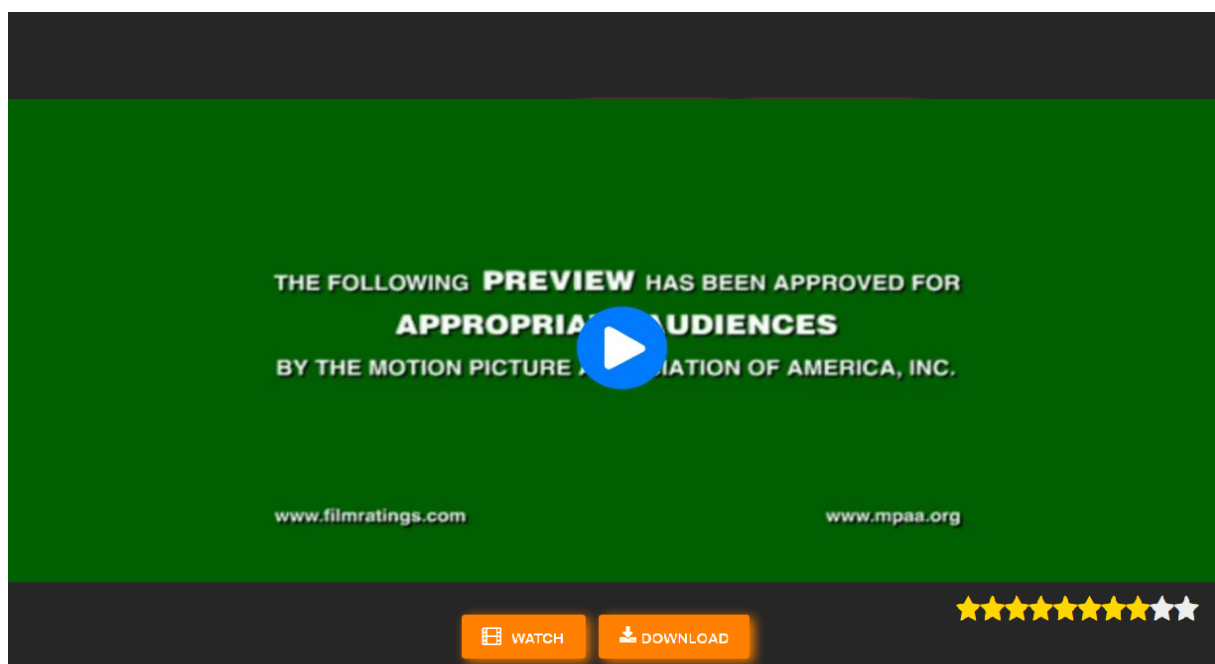 THE FOLLOWING PREVIEW HAS BEEN APPROVED FOR
AUDIENCES
BY THE MOTION PICTURE OF AMERICA, INC.
www.filmratings.com
www.mpaa.org
WATCH
DOWNLOAD